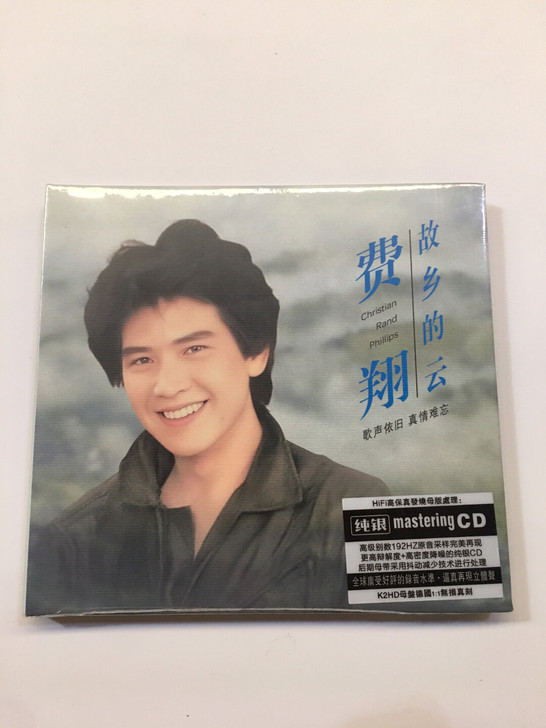 故乡的云
费翔
Christian
Rand
Phillips
歌声依旧 真情难忘
HiFi高保真發燒母版處理：
纯银 mastering CD
高级别数192HZ原音采样完美再现
更高辩解度+高密度降噪的纯银CD
后期母带采用抖动减少技术进行处理
全球廣受好評的錄音水準·逼真再現立體聲
K2HD母盤德國1:1無損真刻